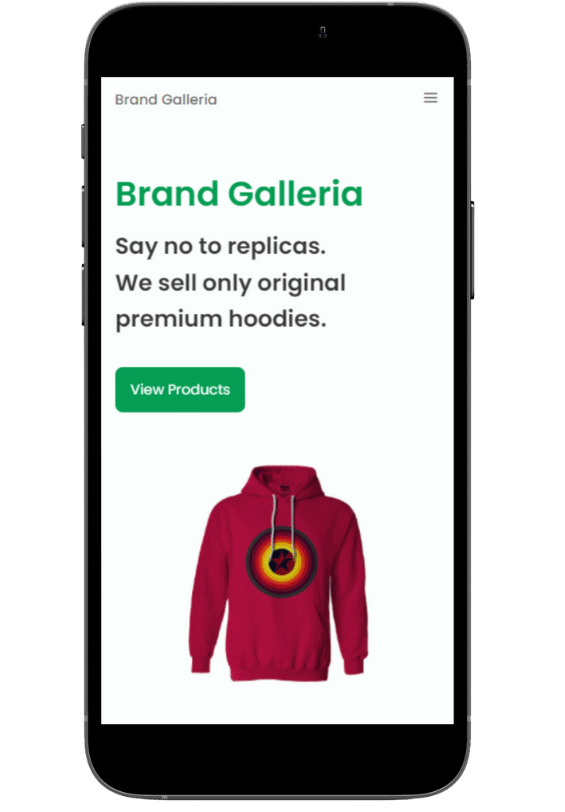 Brand Galleria
Brand Galleria
Say no to replicas.
We sell only original
premium hoodies.
View Products